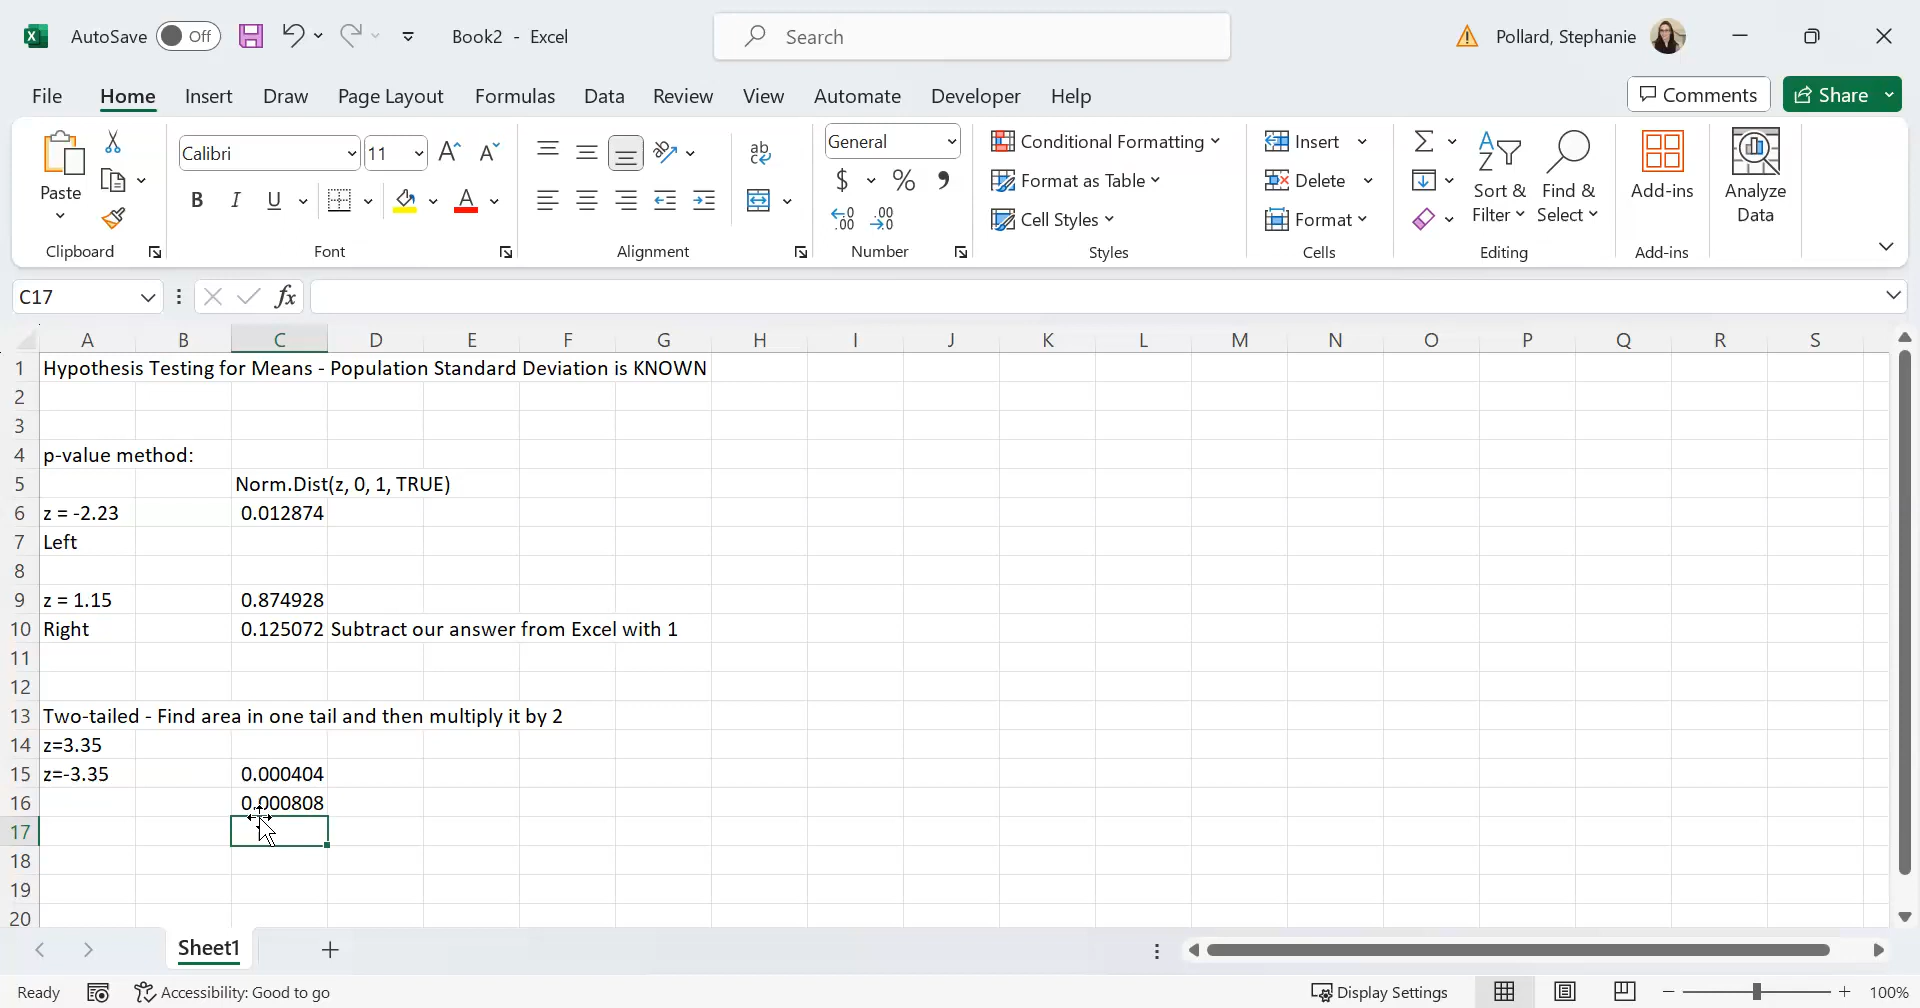 AutoSave Off Book2 - Excel Search Pollard, Stephanie
File Home Insert Draw Page Layout Formulas Data Review View Automate Developer Help Comments Share
Paste
Clipboard
Calibri 11
B I U A
Font
ab
Alignment
General
$ % 9
Number
Conditional Formatting
Format as Table
Cell Styles
Styles
Insert
Delete
Format
Cells
Sort & Filter
Find & Select
Editing
Add-ins
Add-ins
Analyze Data
C17 fx
A B C D E F G H I J K L M N O P Q R S
1 Hypothesis Testing for Means - Population Standard Deviation is KNOWN
2
3
4 p-value method:
5 Norm.Dist(z, 0, 1, TRUE)
6 z = -2.23 0.012874
7 Left
8
9 z = 1.15 0.874928
10 Right 0.125072 Subtract our answer from Excel with 1
11
12
13 Two-tailed - Find area in one tail and then multiply it by 2
14 z=3.35
15 z=-3.35 0.000404
16 0.000808
17
18
19
20
Sheet1
Ready Accessibility: Good to go Display Settings 100%